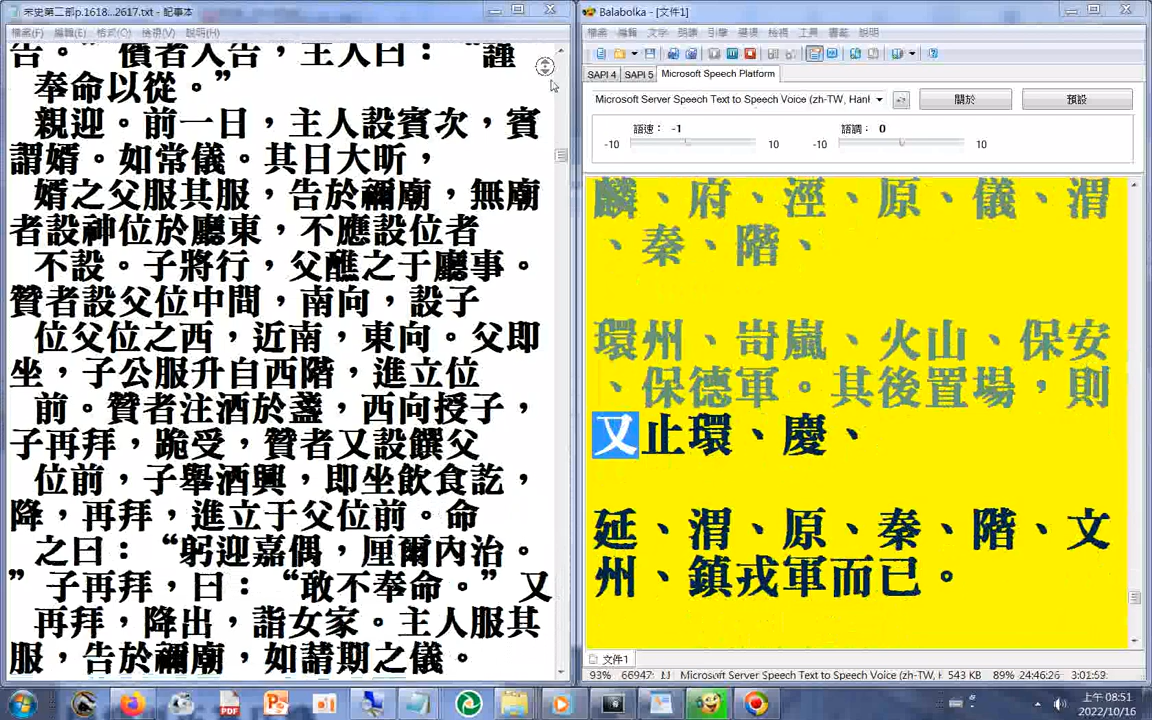 宋史第二部p.1618...2617.txt - 記事本
檔案(F) 編輯(E) 格式(O) 檢視(V) 說明(H)
告。” 儐者入告，主人曰：“謹
奉命以從。”
親迎。前一日，主人設賓次，賓
謂婿。如常儀。其日大昕，
婿之父服其服，告於禰廟，無廟
者設神位於廳東，不應設位者
不設。子將行，父醮之于廳事。
贊者設父位中間，南向，設子
位父位之西，近南，東向。父即
坐，子公服升自西階，進立位
前。贊者注酒於盞，西向授子，
子再拜，跪受，贊者又設饌父
位前，子舉酒興，即坐飲食訖，
降，再拜，進立于父位前。命
之曰：“躬迎嘉偶，厘爾內治。
”子再拜，曰：“敢不奉命。”又
再拜，降出，詣女家。主人服其
服，告於禰廟，如請期之儀。
Balabolka - [文件1]
檔案 編輯 文字 朗讀 引擎 選項 檢視 工具 書籤 說明
SAPI 4 SAPI 5 Microsoft Speech Platform
Microsoft Server Speech Text to Speech Voice (zh-TW, Han
關於 預設
語速： -1 語調： 0
-10 10 -10 10
麟、府、涇、原、儀、渭
、秦、階、
環州、岢嵐、火山、保安
、保德軍。其後置場，則
又止環、慶、
延、渭、原、秦、階、文
州、鎮戎軍而已。
文件1
93% 66947: Microsoft Server Speech Text to Speech Voice (ze 543 KB 89% 24:46:26 3:01:59
PDF
上午 08:51
2022/10/16